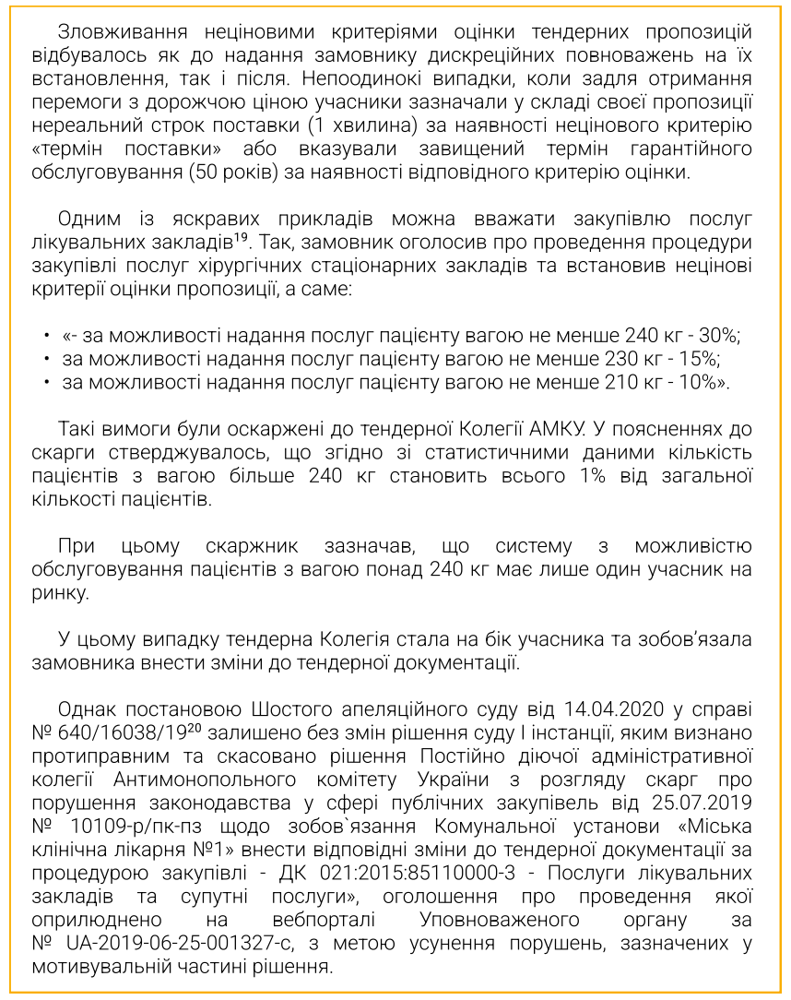 Зловживання неціновими критеріями оцінки тендерних пропозицій
відбувалось як до надання замовнику дискреційних повноважень на їх
встановлення, так і після. Непоодинокі випадки, коли задля отримання
перемоги з дорожчою ціною учасники зазначали у складі своєї пропозиції
нереальний строк поставки (1 хвилина) за наявності нецінового критерію
«термін поставки» або вказували завищений термін гарантійного
обслуговування (50 років) за наявності відповідного критерію оцінки.
Одним із яскравих прикладів можна вважати закупівлю послуг
лікувальних закладів¹⁹. Так, замовник оголосив про проведення процедури
закупівлі послуг хірургічних стаціонарних закладів та встановив нецінові
критерії оцінки пропозиції, а саме:
• «- за можливості надання послуг пацієнту вагою не менше 240 кг - 30%;
• за можливості надання послуг пацієнту вагою не менше 230 кг - 15%;
• за можливості надання послуг пацієнту вагою не менше 210 кг - 10%».
Такі вимоги були оскаржені до тендерної Колегії АМКУ. У поясненнях до
скарги стверджувалось, що згідно зі статистичними даними кількість
пацієнтів з вагою більше 240 кг становить всього 1% від загальної
кількості пацієнтів.
При цьому скаржник зазначав, що систему з можливістю
обслуговування пацієнтів з вагою понад 240 кг має лише один учасник на
ринку.
У цьому випадку тендерна Колегія стала на бік учасника та зобов’язала
замовника внести зміни до тендерної документації.
Однак постановою Шостого апеляційного суду від 14.04.2020 у справі
№ 640/16038/19²⁰ залишено без змін рішення суду І інстанції, яким визнано
протиправним та скасовано рішення Постійно діючої адміністративної
колегії Антимонопольного комітету України з розгляду скарг про
порушення законодавства у сфері публічних закупівель від 25.07.2019
№ 10109-р/пк-пз щодо зобов`язання Комунальної установи «Міська
клінічна лікарня №1» внести відповідні зміни до тендерної документації за
процедурою закупівлі - ДК 021:2015:85110000-3 - Послуги лікувальних
закладів та супутні послуги», оголошення про проведення якої
оприлюднено на вебпорталі Уповноваженого органу за
№ UA-2019-06-25-001327-c, з метою усунення порушень, зазначених у
мотивувальній частині рішення.